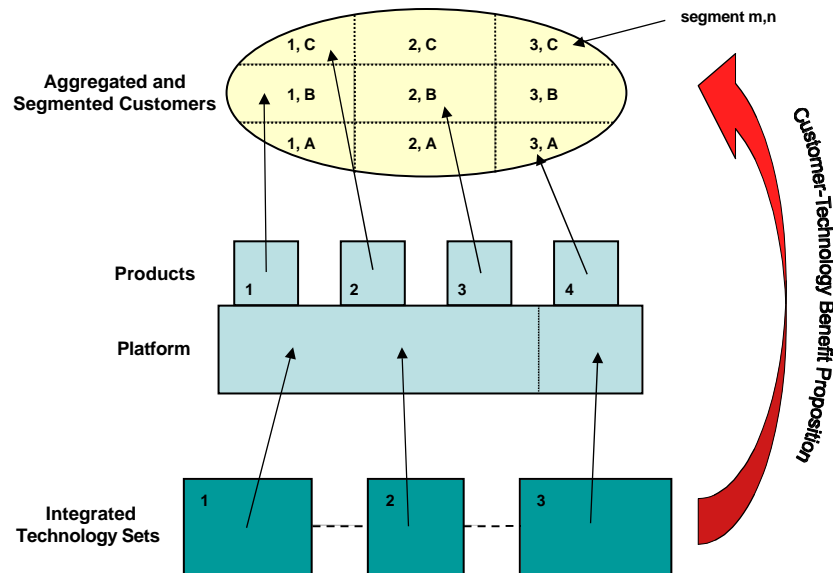 segment m,n
1, C 2, C 3, C
Aggregated and
Segmented Customers
1, B 2, B 3, B
1, A 2, A 3, A
Customer-Technology Benefit Proposition
Products
1 2 3 4
Platform
1 2 3
Integrated
Technology Sets